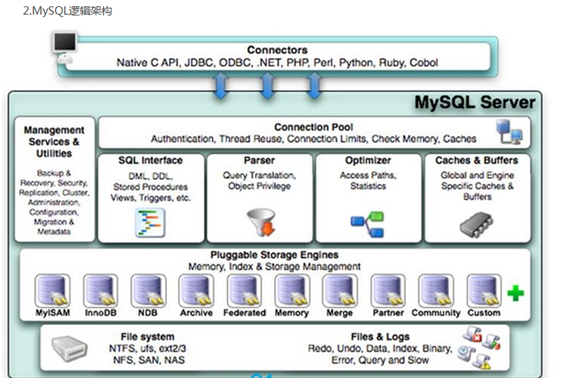 2.MySQL逻辑架构
Connectors
Native C API, JDBC, ODBC, .NET, PHP, Perl, Python, Ruby, Cobol
MySQL Server
Management
Services &
Utilities
Backup &
Recovery, Security,
Replication, Cluster,
Administration,
Configuration,
Migration &
Metadata
Connection Pool
Authentication, Thread Reuse, Connection Limits, Check Memory, Caches
SQL Interface
DML, DDL,
Stored Procedures
Views, Triggers, etc.
Parser
Query Translation,
Object Privilege
Optimizer
Access Paths,
Statistics
Caches & Buffers
Global and Engine
Specific Caches &
Buffers
Pluggable Storage Engines
Memory, Index & Storage Management
MyISAM
InnoDB
NDB
Archive
Federated
Memory
Merge
Partner
Community
Custom
File system
NTFS, ufs, ext2/3
NFS, SAN, NAS
Files & Logs
Redo, Undo, Data, Index, Binary,
Error, Query and Slow